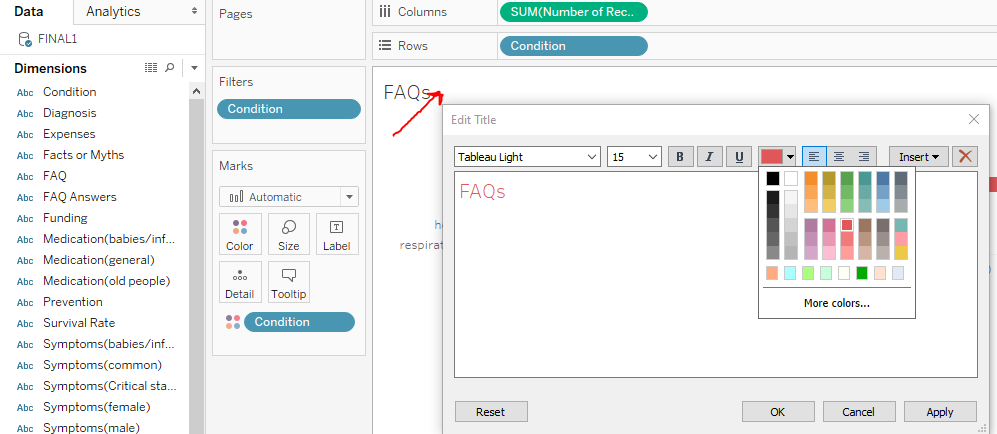 Data
Analytics
FINAL1
Dimensions
Abc Condition
Abc Diagnosis
Abc Expenses
Abc Facts or Myths
Abc FAQ
Abc FAQ Answers
Abc Funding
Abc Medication(babies/inf...
Abc Medication(general)
Abc Medication(old people)
Abc Prevention
Abc Survival Rate
Abc Symptoms(babies/inf...
Abc Symptoms(common)
Abc Symptoms(Critical sta...
Abc Symptoms(female)
Abc Symptoms(male)
Pages
Filters
Condition
Marks
Automatic
Color
Size
Label
Detail
Tooltip
Condition
Columns
SUM(Number of Rec..
Rows
Condition
FAQs
respirat
Edit Title
Tableau Light
15
B
I
U
Insert
FAQs
More colors...
Reset
OK
Cancel
Apply